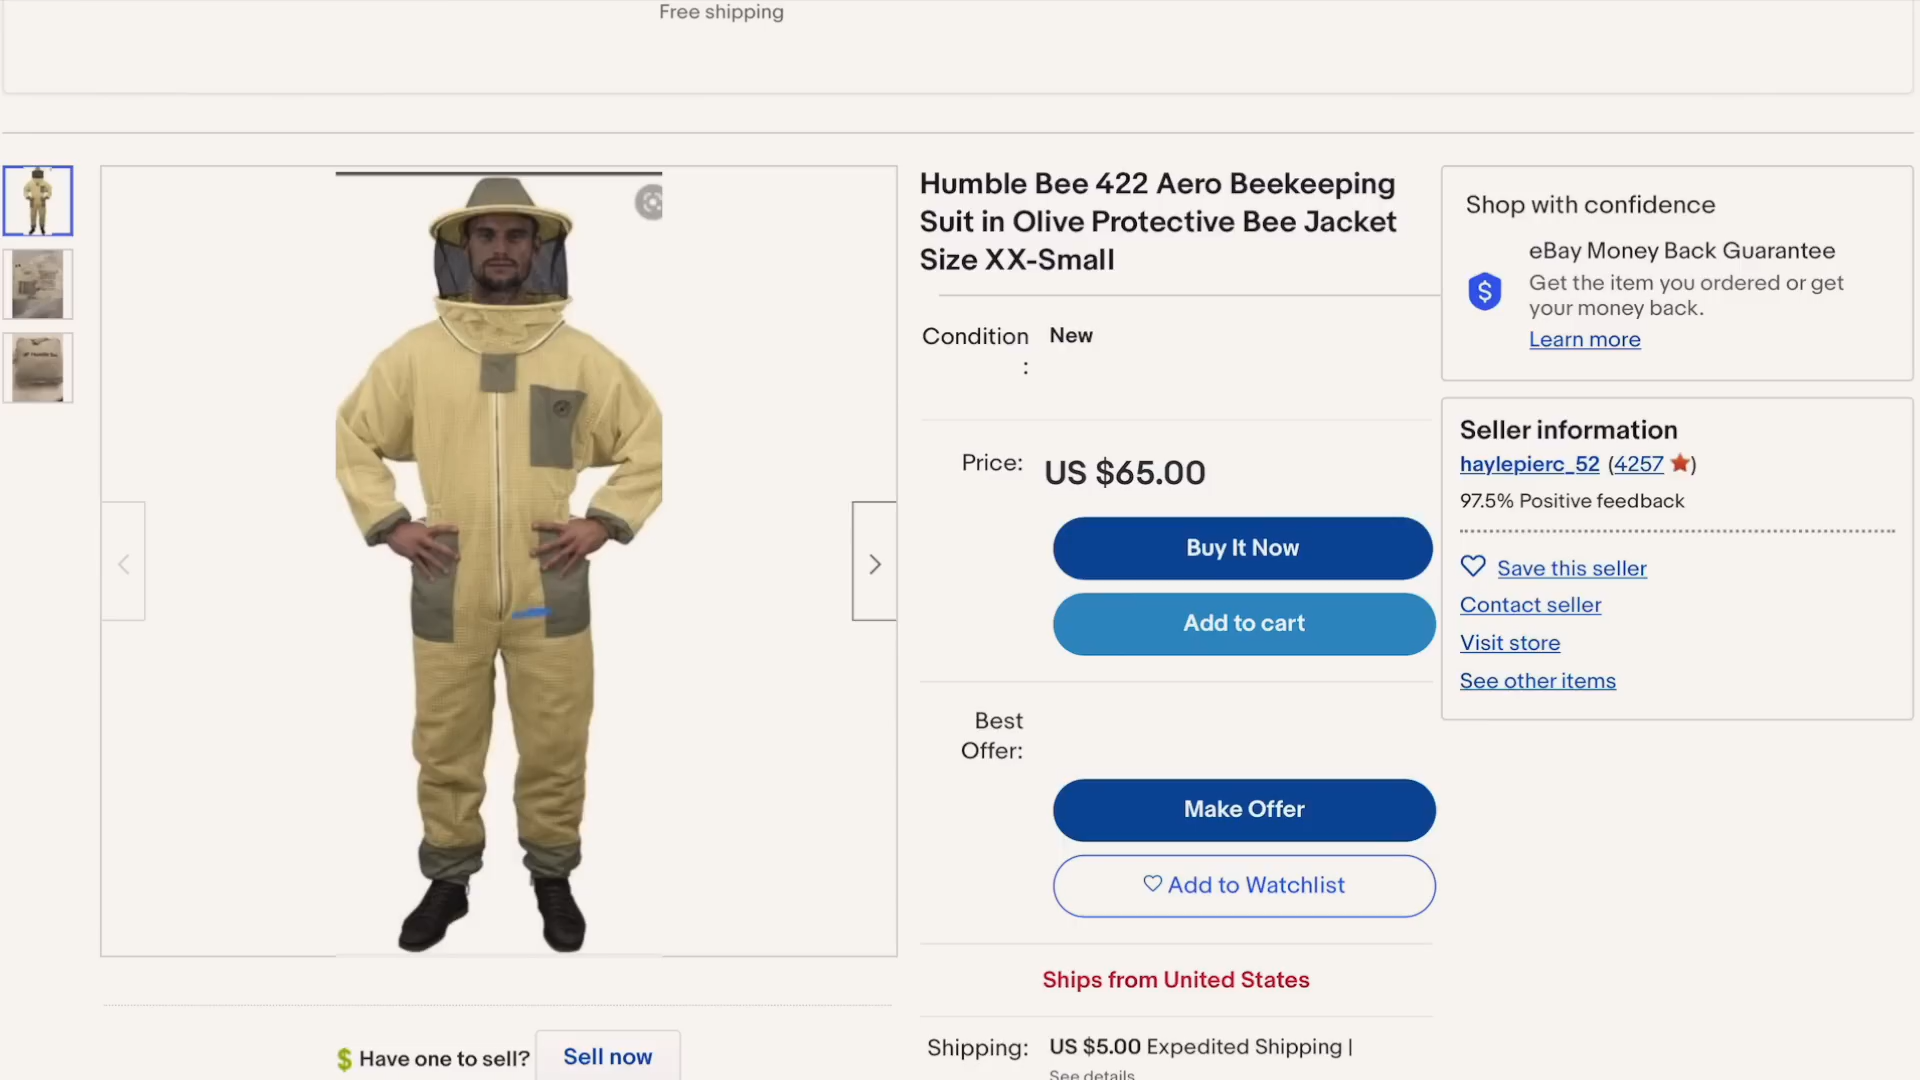 Free shipping
Humble Bee 422 Aero Beekeeping
Suit in Olive Protective Bee Jacket
Size XX-Small
Condition
:
New
Price:
US $65.00
Buy It Now
Add to cart
Best
Offer:
Make Offer
Add to Watchlist
Ships from United States
Shipping:
US $5.00 Expedited Shipping |
See details
Shop with confidence
eBay Money Back Guarantee
Get the item you ordered or get
your money back.
Learn more
Seller information
haylepierc_52 (4257)
97.5% Positive feedback
Save this seller
Contact seller
Visit store
See other items
Have one to sell?
Sell now